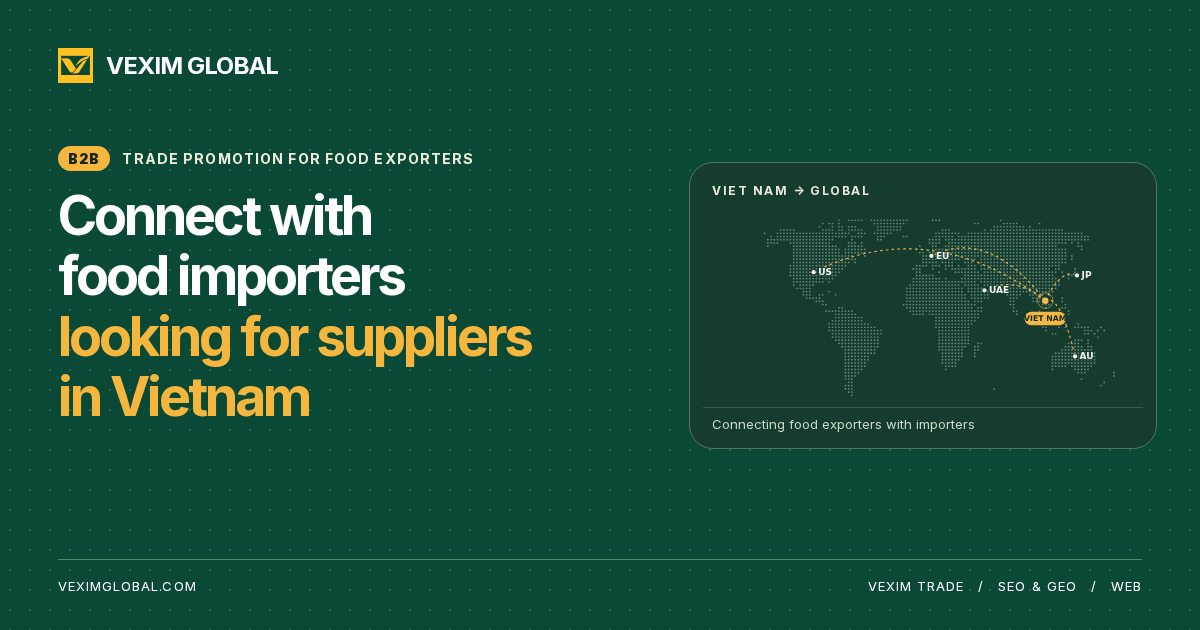 VEXIM GLOBAL
B2B TRADE PROMOTION FOR FOOD EXPORTERS
Connect with
food importers
looking for suppliers
in Vietnam
VIET NAM → GLOBAL
EU
US
JP
UAE
VIET NAM
AU
Connecting food exporters with importers
VEXIMGLOBAL.COM
VEXIM TRADE / SEO & GEO / WEB